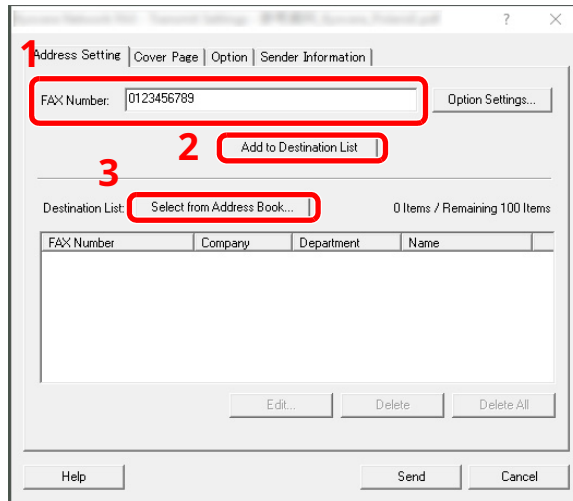 ? ×
1
Address Setting Cover Page Option Sender Information
FAX Number: 0123456789 Option Settings...
2 Add to Destination List
3
Destination List: Select from Address Book... 0 Items / Remaining 100 Items
FAX Number Company Department Name
Edit... Delete Delete All
Help Send Cancel